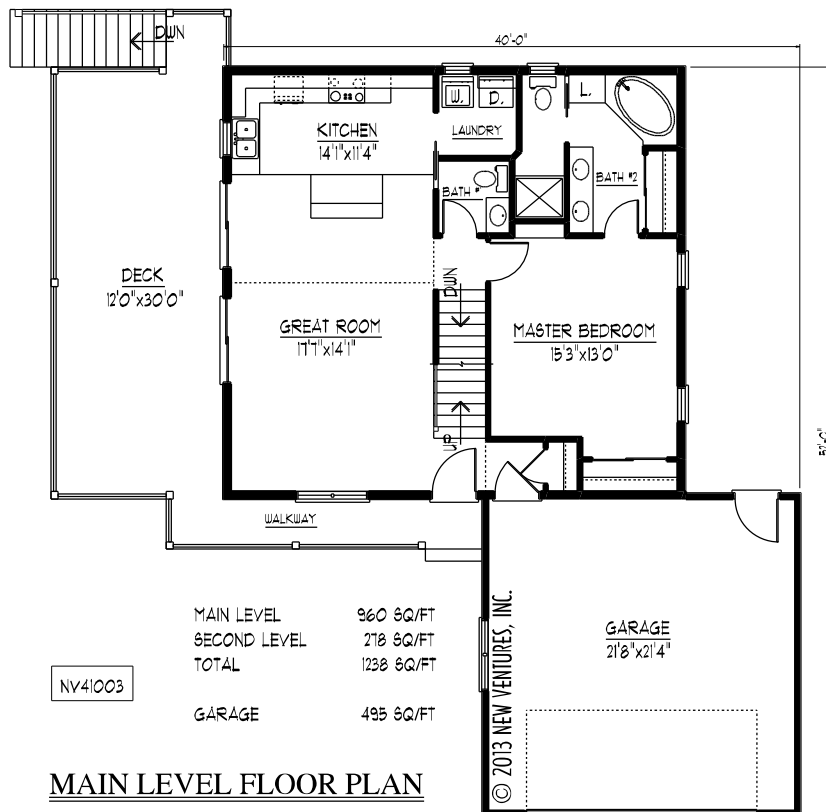 DWN
40'-0"
KITCHEN
14'1"x11'4"
W.
D.
LAUNDRY
L.
BATH #
BATH #2
DECK
12'0"x30'0"
GREAT ROOM
17'7"x14'1"
DWN
MASTER BEDROOM
15'3"x13'0"
UP
52'-0"
WALKWAY
MAIN LEVEL 960 SQ/FT
SECOND LEVEL 278 SQ/FT
TOTAL 1238 SQ/FT
GARAGE 495 SQ/FT
NV41003
© 2013 NEW VENTURES, INC.
GARAGE
21'8"x21'4"
MAIN LEVEL FLOOR PLAN